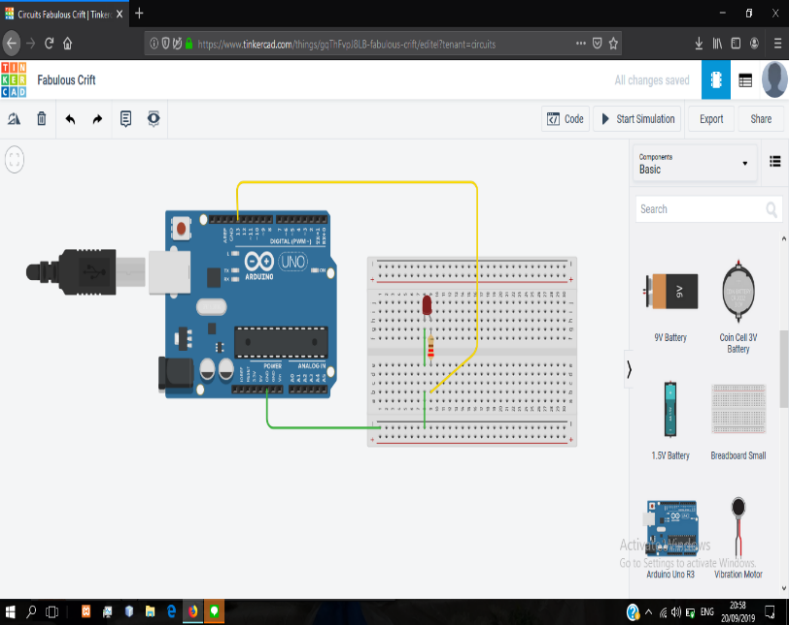 Circuits Fabulous Crift | Tinker
https://www.tinkercad.com/things/goThFvpJ8LB-fabulous-crift/editel?tenant=circuits
TIN
KER
CAD
Fabulous Crift
All changes saved
Code
Start Simulation
Export
Share
Components
Basic
Search
DIGITAL (PWM~)
UNO
ARDUINO
POWER
ANALOG IN
9V
9V Battery
Coin Cell 3V
Battery
1.5V Battery
Breadboard Small
Arduino Uno R3
Vibration Motor
Activate Windows
Go to Settings to activate Windows.
ENG
20:58
20/09/2019